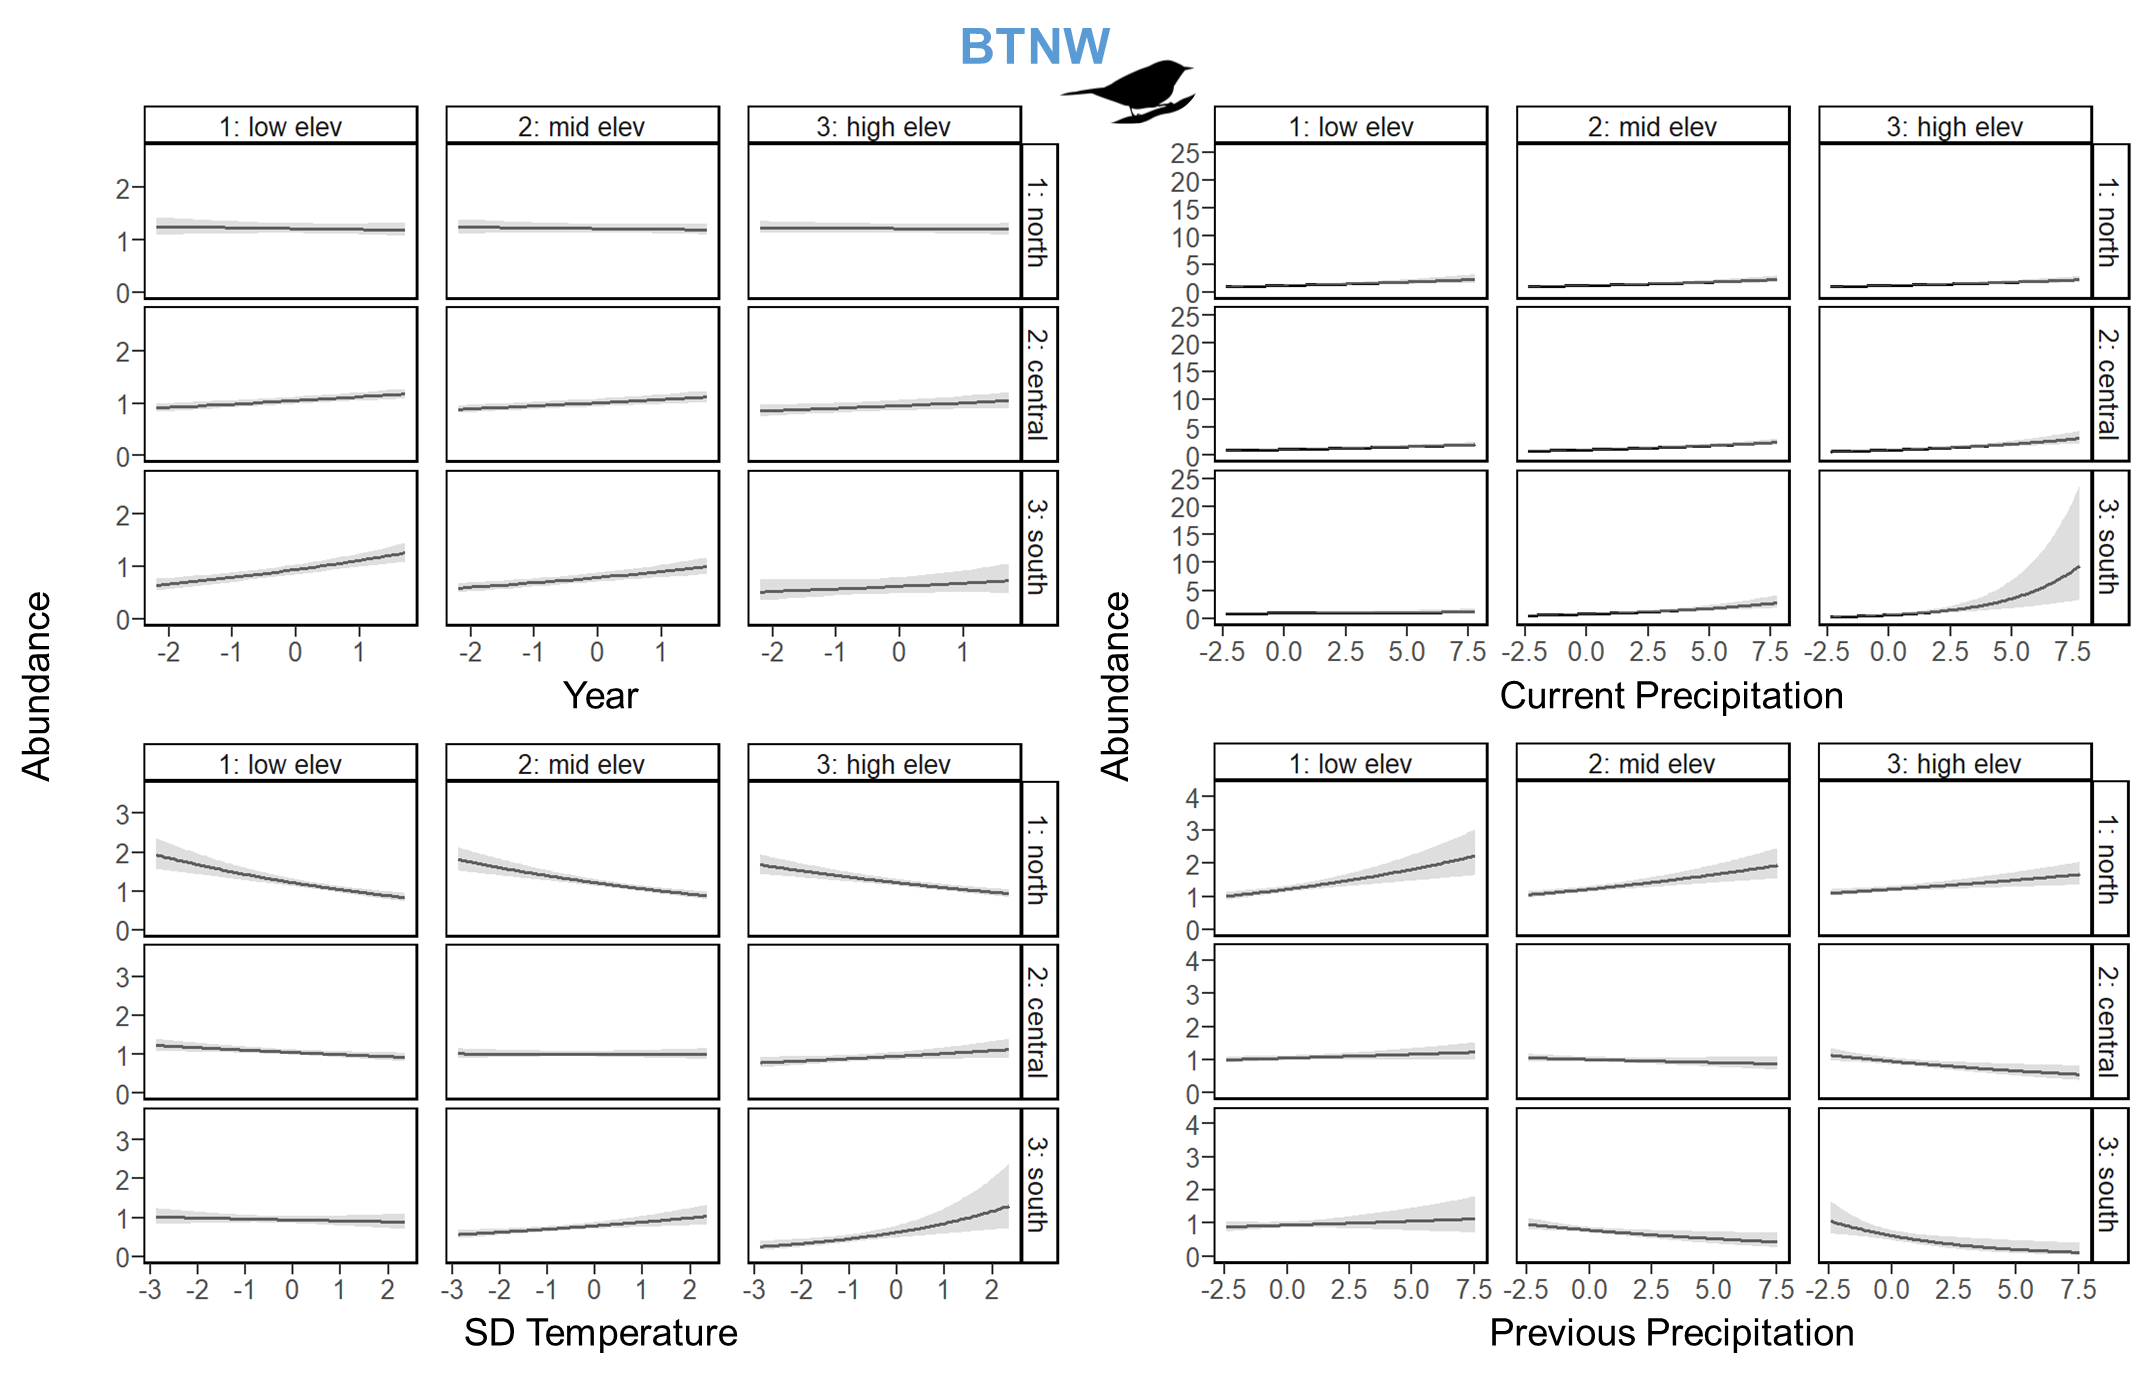 BTNW
1: low elev 2: mid elev 3: high elev
2
1
0
1: north
2
1
0
2: central
2
1
0
3: south
-2 -1 0 1 -2 -1 0 1 -2 -1 0 1
Year
Abundance
1: low elev 2: mid elev 3: high elev
25
20
15
10
5
0
1: north
25
20
15
10
5
0
2: central
25
20
15
10
5
0
3: south
-2.5 0.0 2.5 5.0 7.5 -2.5 0.0 2.5 5.0 7.5 -2.5 0.0 2.5 5.0 7.5
Current Precipitation
Abundance
1: low elev 2: mid elev 3: high elev
3
2
1
0
1: north
3
2
1
0
2: central
3
2
1
0
3: south
-3 -2 -1 0 1 2 -3 -2 -1 0 1 2 -3 -2 -1 0 1 2
SD Temperature
1: low elev 2: mid elev 3: high elev
4
3
2
1
0
1: north
4
3
2
1
0
2: central
4
3
2
1
0
3: south
-2.5 0.0 2.5 5.0 7.5 -2.5 0.0 2.5 5.0 7.5 -2.5 0.0 2.5 5.0 7.5
Previous Precipitation